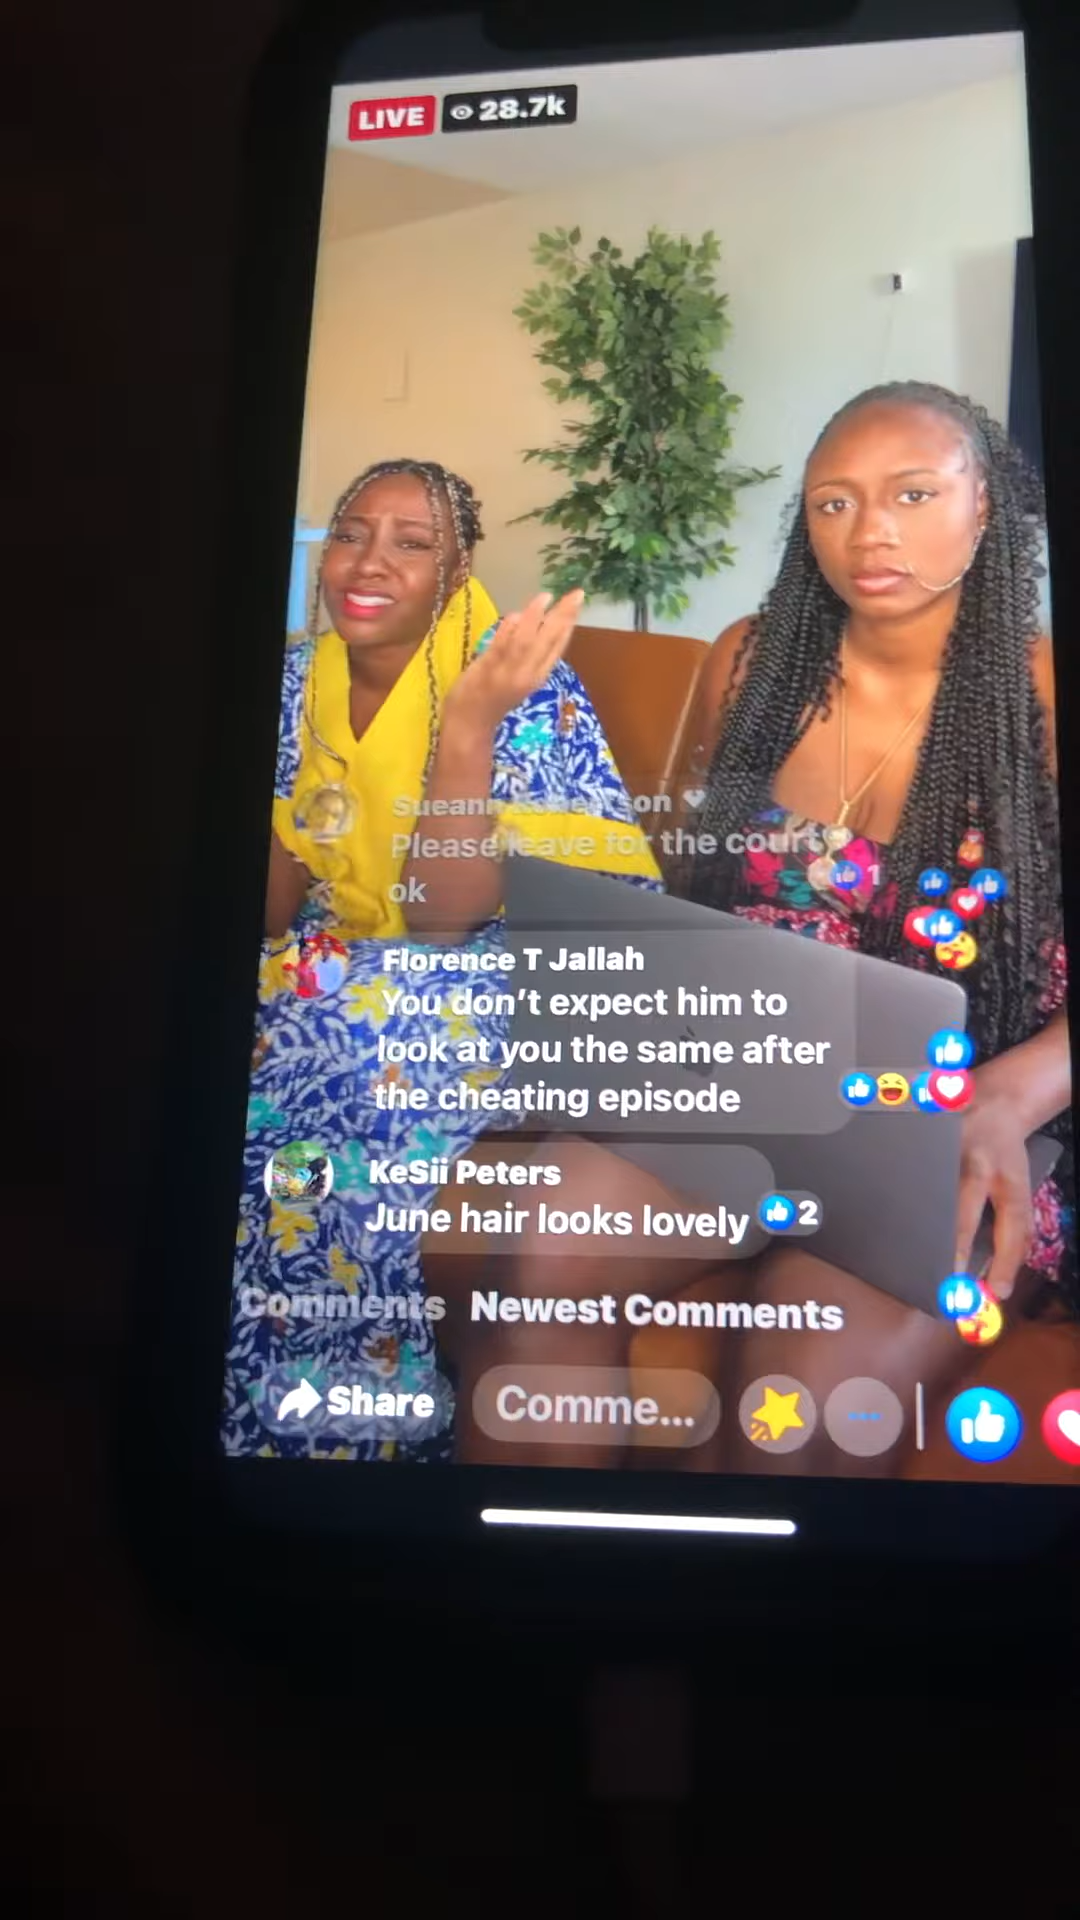 LIVE 28.7k
Sueann Robertson
Please leave for the court
ok
1
Florence T Jallah
You don't expect him to
look at you the same after
the cheating episode
KeSii Peters
June hair looks lovely
2
Comments Newest Comments
Share Comme...